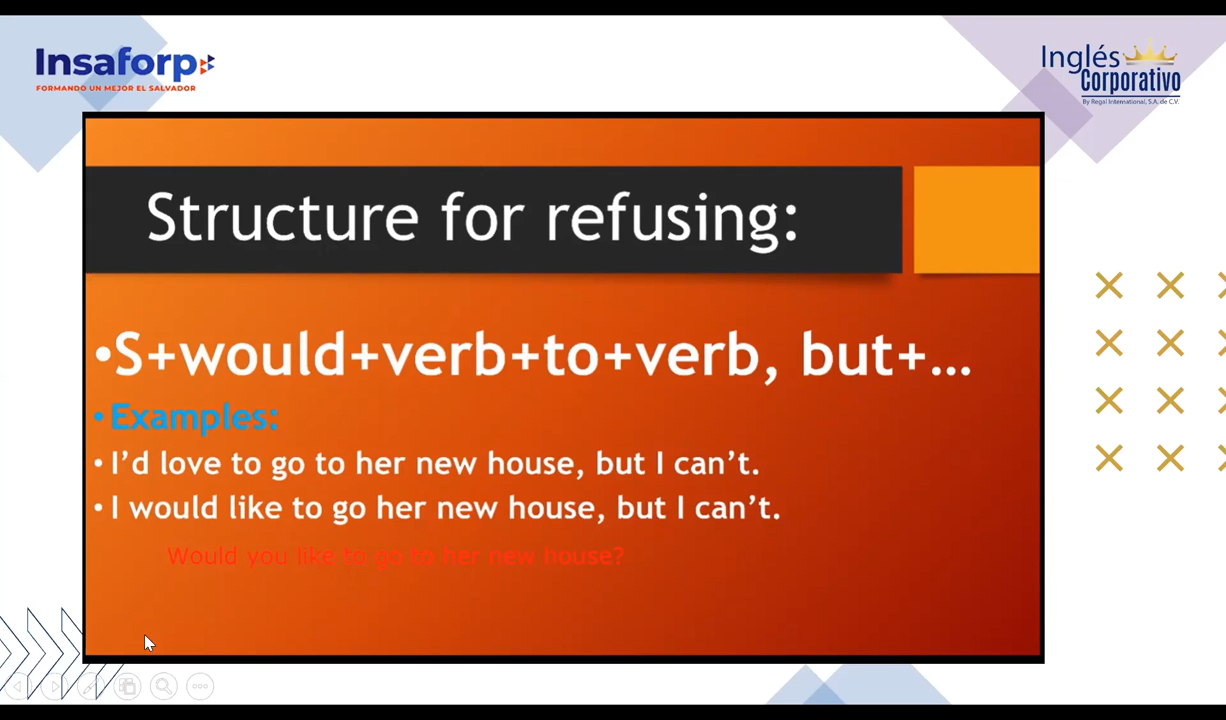 Insaforp
FORMANDO UN MEJOR EL SALVADOR
Inglés
Corporativo
By Regal International, S.A. de C.V.
Structure for refusing:
•S+would+verb+to+verb, but+...
• Examples:
• I’d love to go to her new house, but I can’t.
• I would like to go her new house, but I can’t.
Would you like to go to her new house?